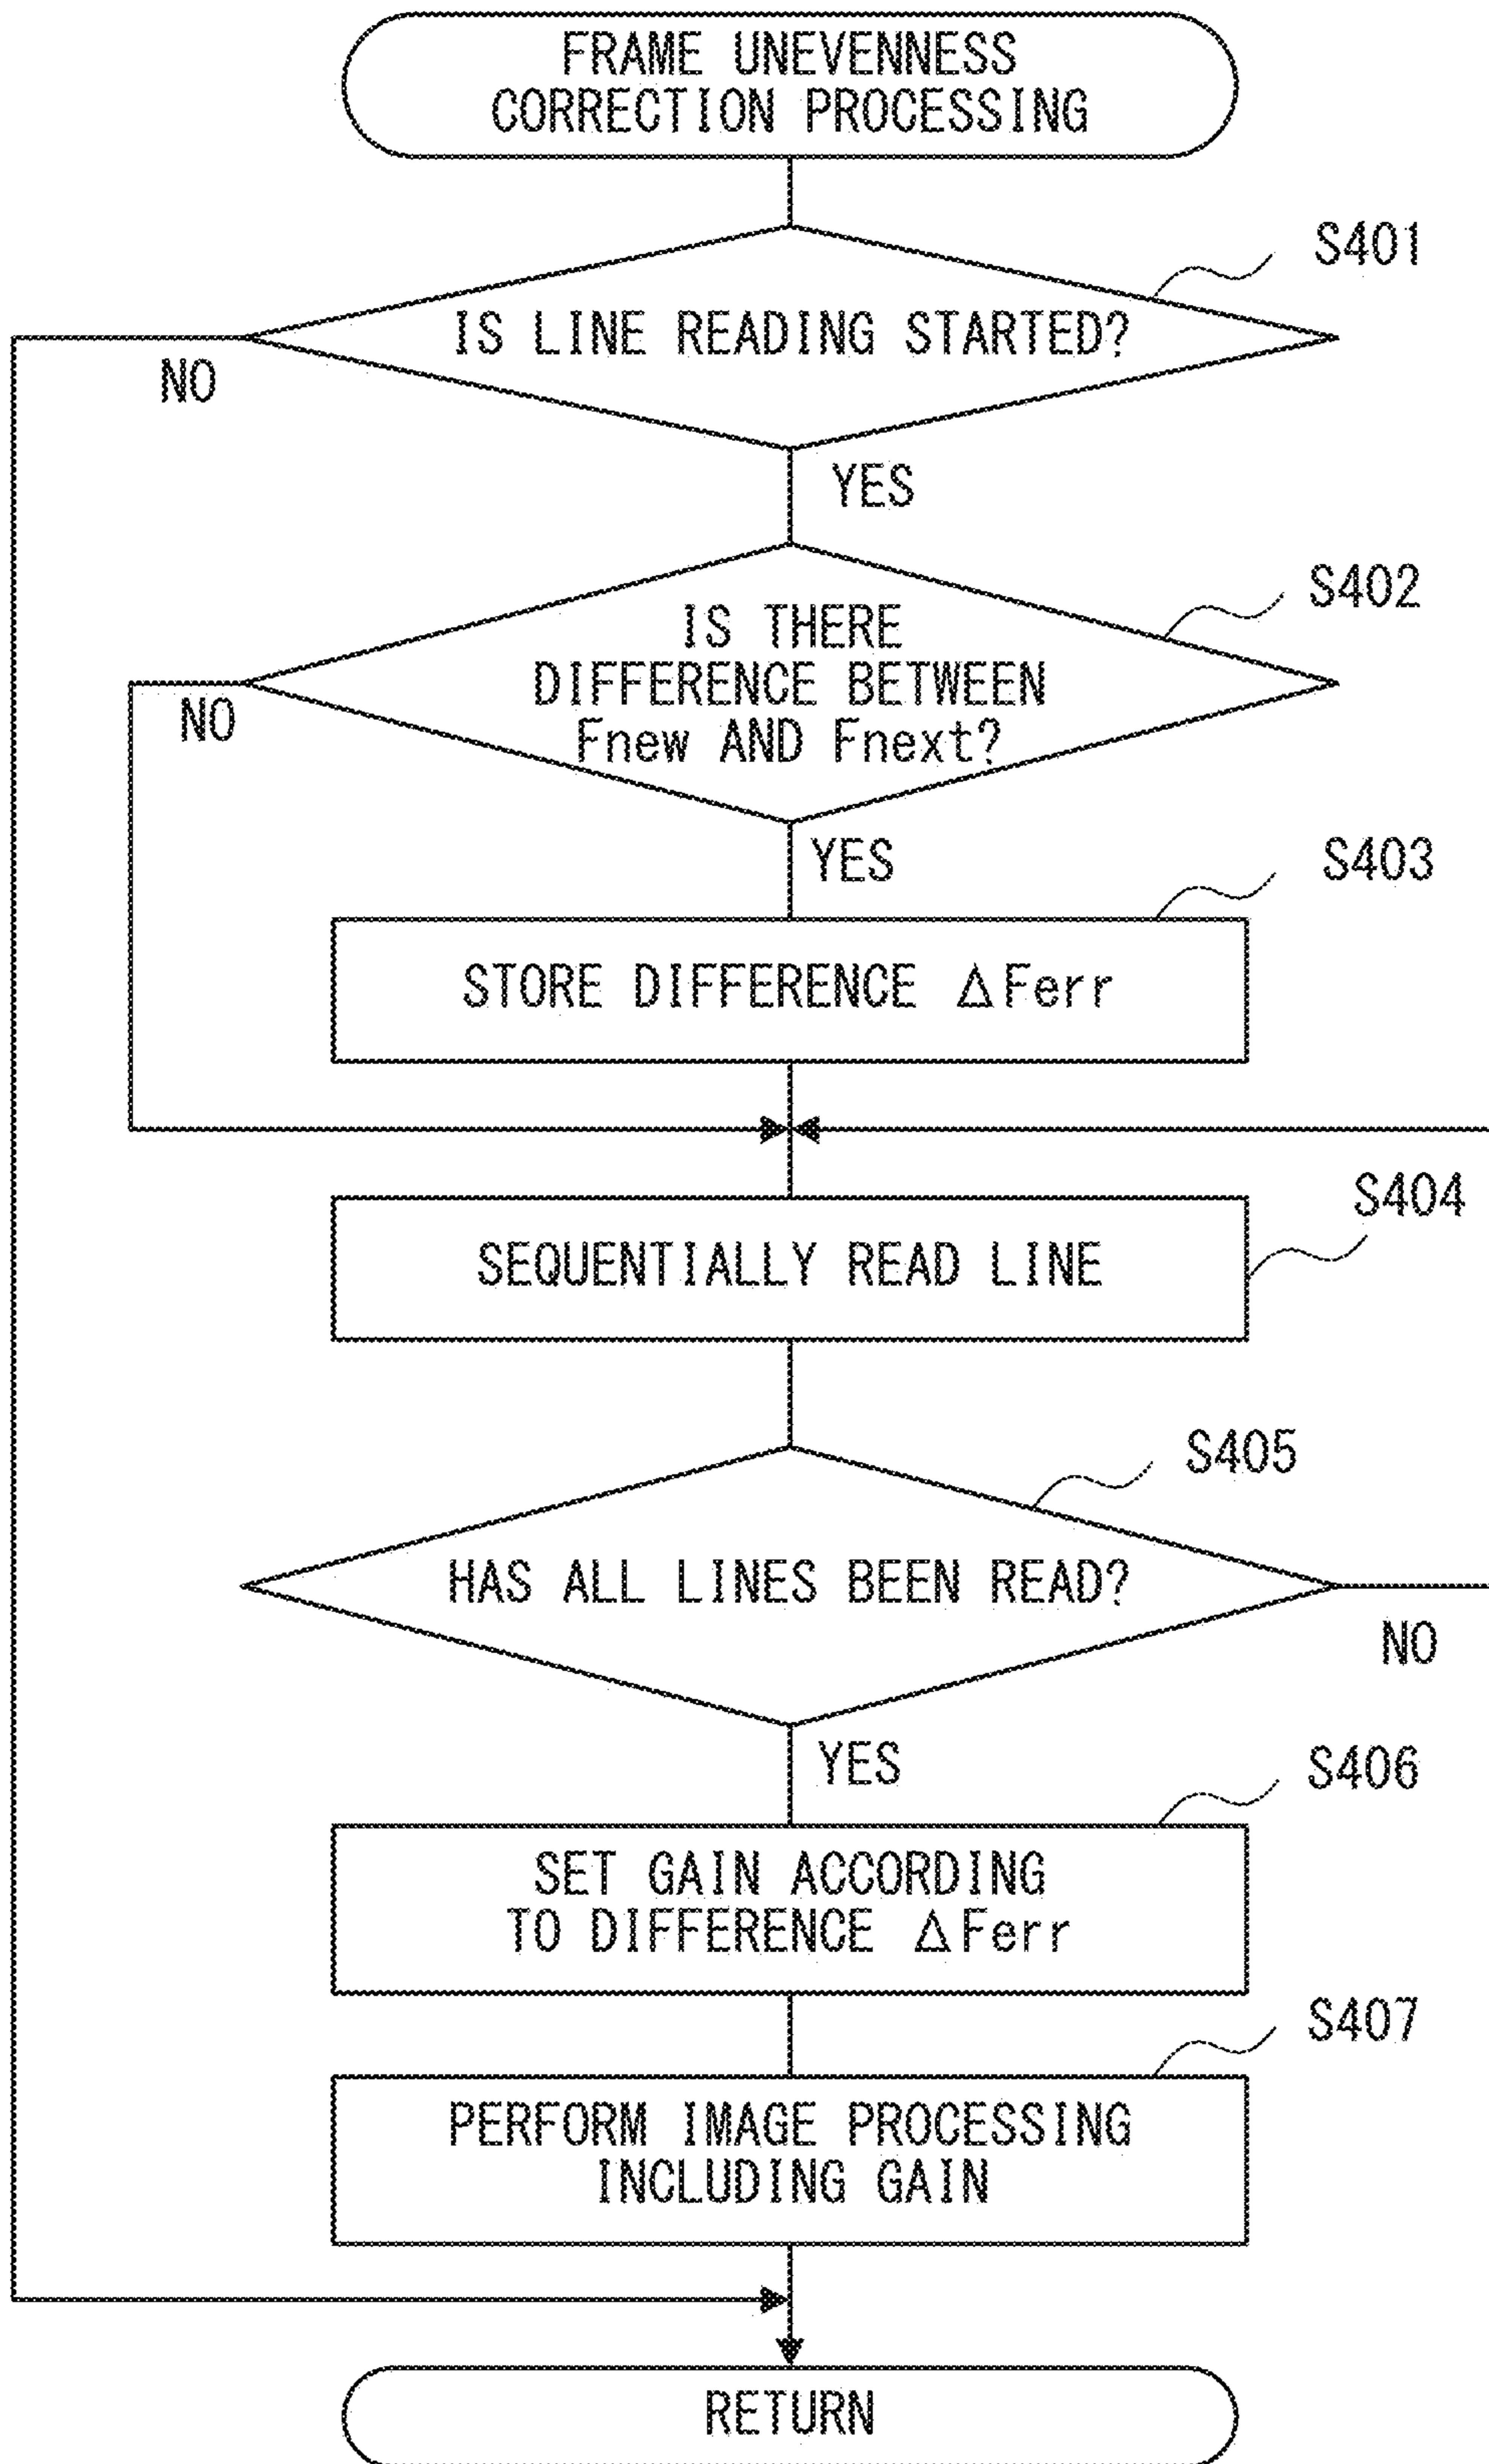 FRAME UNEVENNESS
CORRECTION PROCESSING
S401
IS LINE READING STARTED?
NO
YES
S402
IS THERE
DIFFERENCE BETWEEN
Fnew AND Fnext?
NO
YES
S403
STORE DIFFERENCE ΔFerr
S404
SEQUENTIALLY READ LINE
S405
HAS ALL LINES BEEN READ?
NO
YES
S406
SET GAIN ACCORDING
TO DIFFERENCE ΔFerr
S407
PERFORM IMAGE PROCESSING
INCLUDING GAIN
RETURN